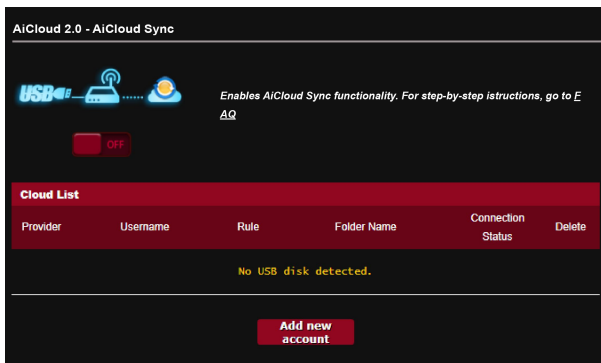 AiCloud 2.0 - AiCloud Sync
USB
Enables AiCloud Sync functionality. For step-by-step istructions, go to F
AQ
OFF
Cloud List
Provider Username Rule Folder Name Connection Status Delete
No USB disk detected.
Add new
account